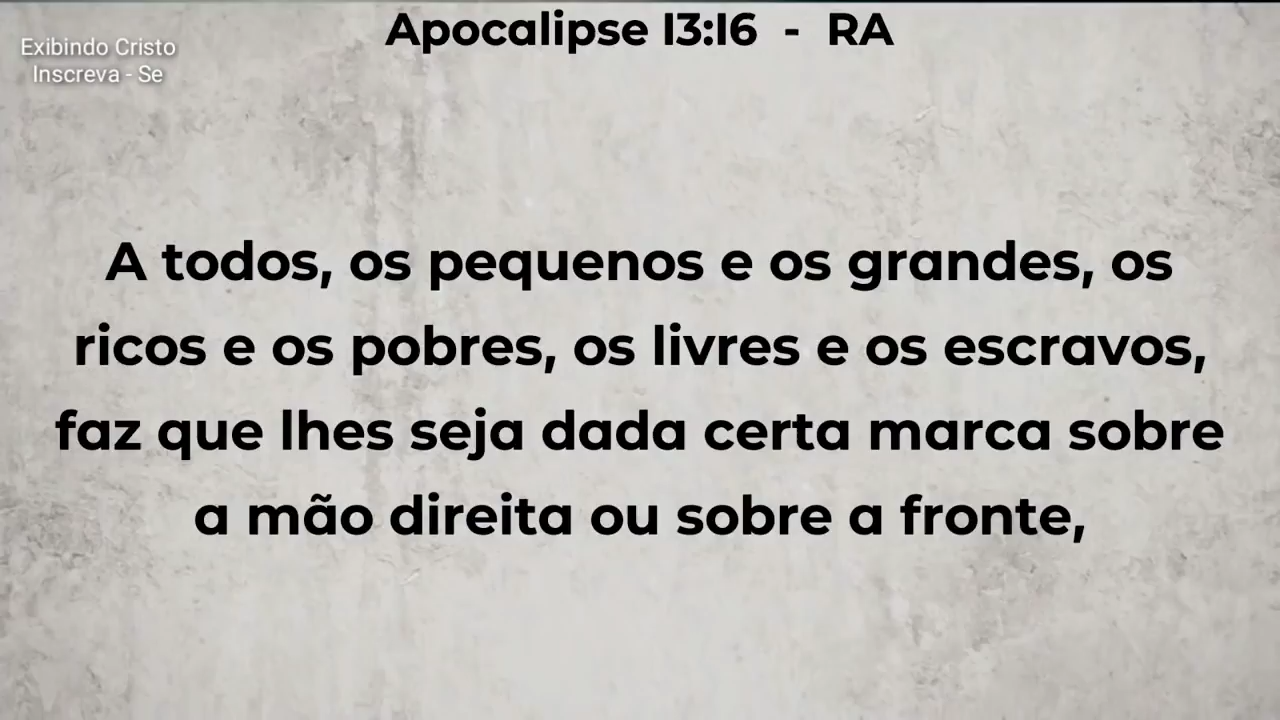 Apocalipse 13:16 - RA
Exibindo Cristo
Inscreva - Se
A todos, os pequenos e os grandes, os
ricos e os pobres, os livres e os escravos,
faz que lhes seja dada certa marca sobre
a mão direita ou sobre a fronte,